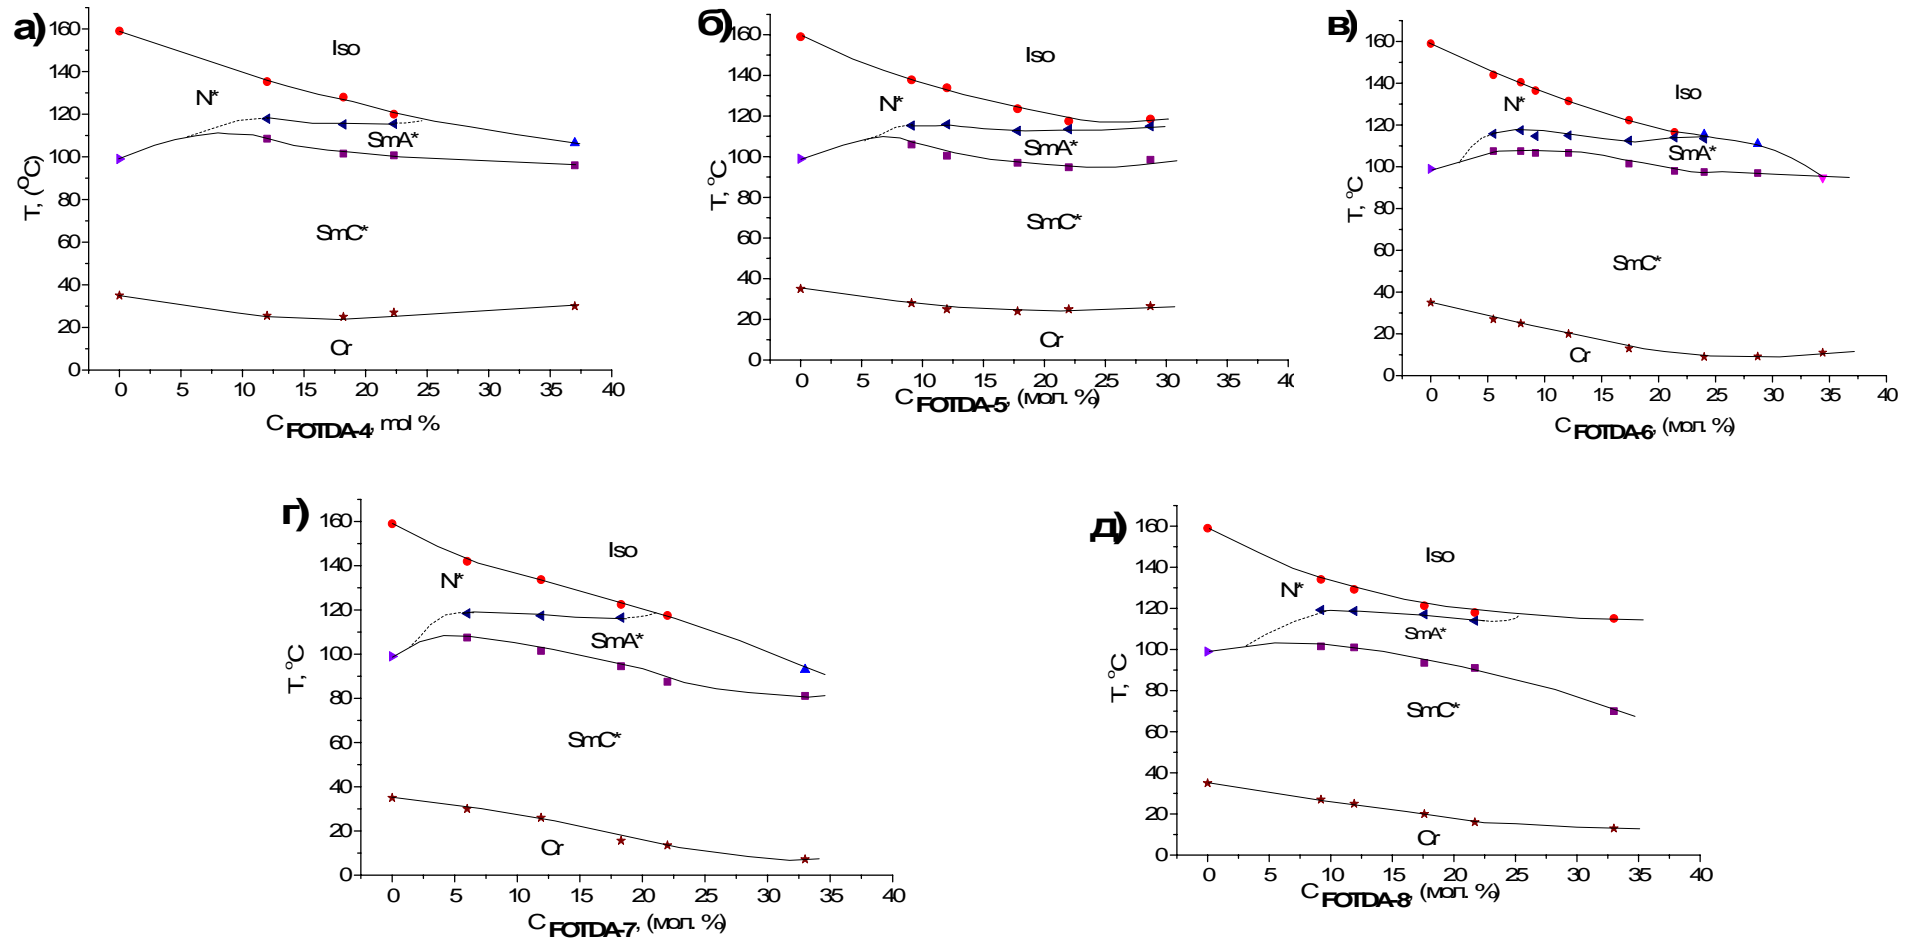 а)
T, (°C)
160
140
120
100
80
60
40
20
0
Iso
N*
SmA*
SmC*
Cr
0 5 10 15 20 25 30 35 40
C FOTDA-4, mol %
б)
T, °C
160
140
120
100
80
60
40
20
0
Iso
N*
SmA*
SmC*
Cr
0 5 10 15 20 25 30 35 40
C FOTDA-5, (мол. %)
в)
T, °C
160
140
120
100
80
60
40
20
0
Iso
N*
SmA*
SmC*
Cr
0 5 10 15 20 25 30 35 40
C FOTDA-6, (мол. %)
г)
T, °C
160
140
120
100
80
60
40
20
0
Iso
N*
SmA*
SmC*
Cr
0 5 10 15 20 25 30 35 40
C FOTDA-7, (мол. %)
д)
T, °C
160
140
120
100
80
60
40
20
0
Iso
N*
SmA*
SmC*
Cr
0 5 10 15 20 25 30 35 40
C FOTDA-8, (мол. %)